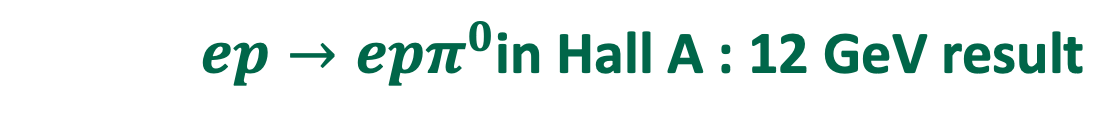 ep → epπ⁰in Hall A : 12 GeV result